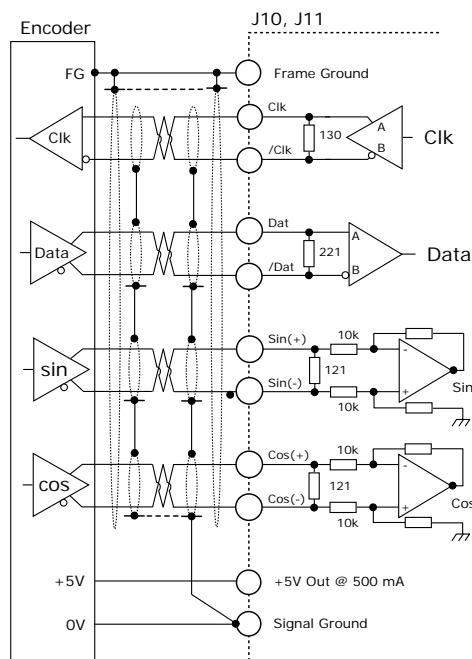 J10, J11
Encoder
FG
Frame Ground
Clk
Clk
A
130
B
/Clk
Clk
Dat
Data
A
221
B
/Dat
Data
Sin(+)
10k
-
sin
121
Sin(-)
+
Sin
10k
Cos(+)
10k
-
cos
121
Cos(-)
+
Cos
10k
+5V
+5V Out @ 500 mA
0V
Signal Ground